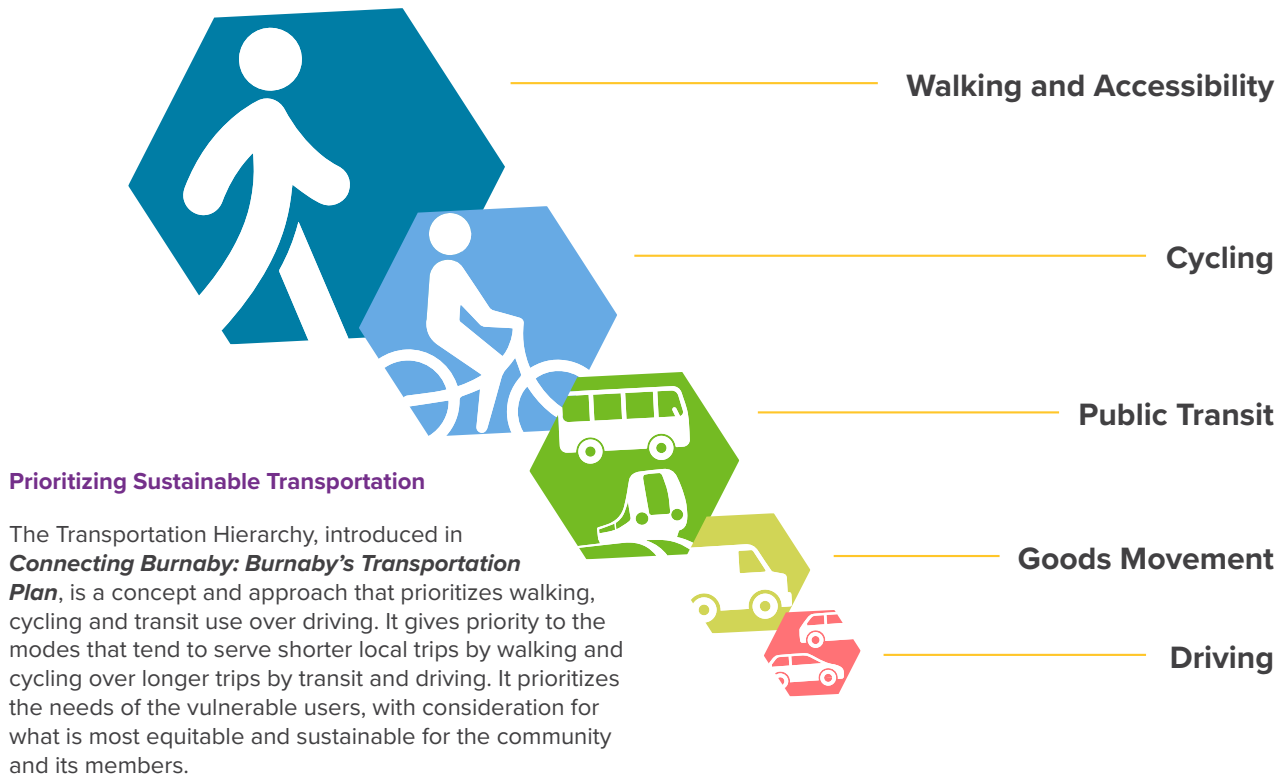 Walking and Accessibility
Cycling
Public Transit
Goods Movement
Driving
Prioritizing Sustainable Transportation
The Transportation Hierarchy, introduced in
Connecting Burnaby: Burnaby’s Transportation
Plan, is a concept and approach that prioritizes walking,
cycling and transit use over driving. It gives priority to the
modes that tend to serve shorter local trips by walking and
cycling over longer trips by transit and driving. It prioritizes
the needs of the vulnerable users, with consideration for
what is most equitable and sustainable for the community
and its members.